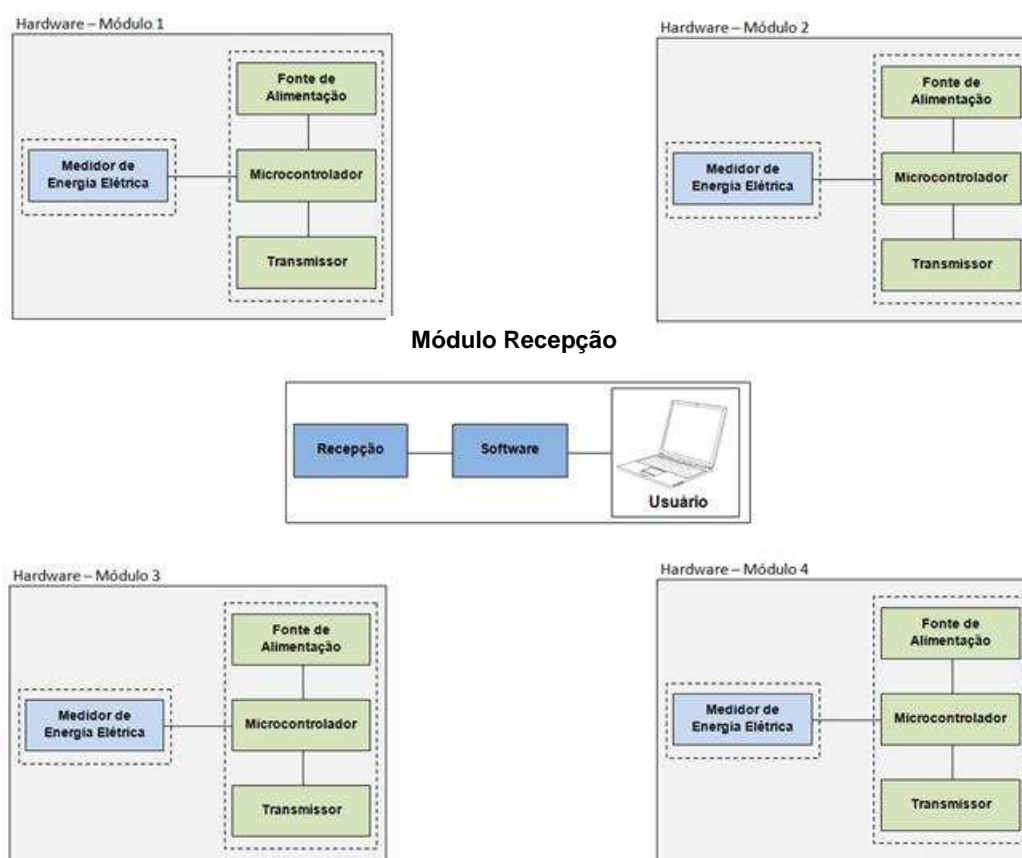 Hardware – Módulo 1
Fonte de
Alimentação
Medidor de
Energia Elétrica
Microcontrolador
Transmissor
Hardware – Módulo 2
Fonte de
Alimentação
Medidor de
Energia Elétrica
Microcontrolador
Transmissor
Módulo Recepção
Recepção
Software
Usuário
Hardware – Módulo 3
Fonte de
Alimentação
Medidor de
Energia Elétrica
Microcontrolador
Transmissor
Hardware – Módulo 4
Fonte de
Alimentação
Medidor de
Energia Elétrica
Microcontrolador
Transmissor